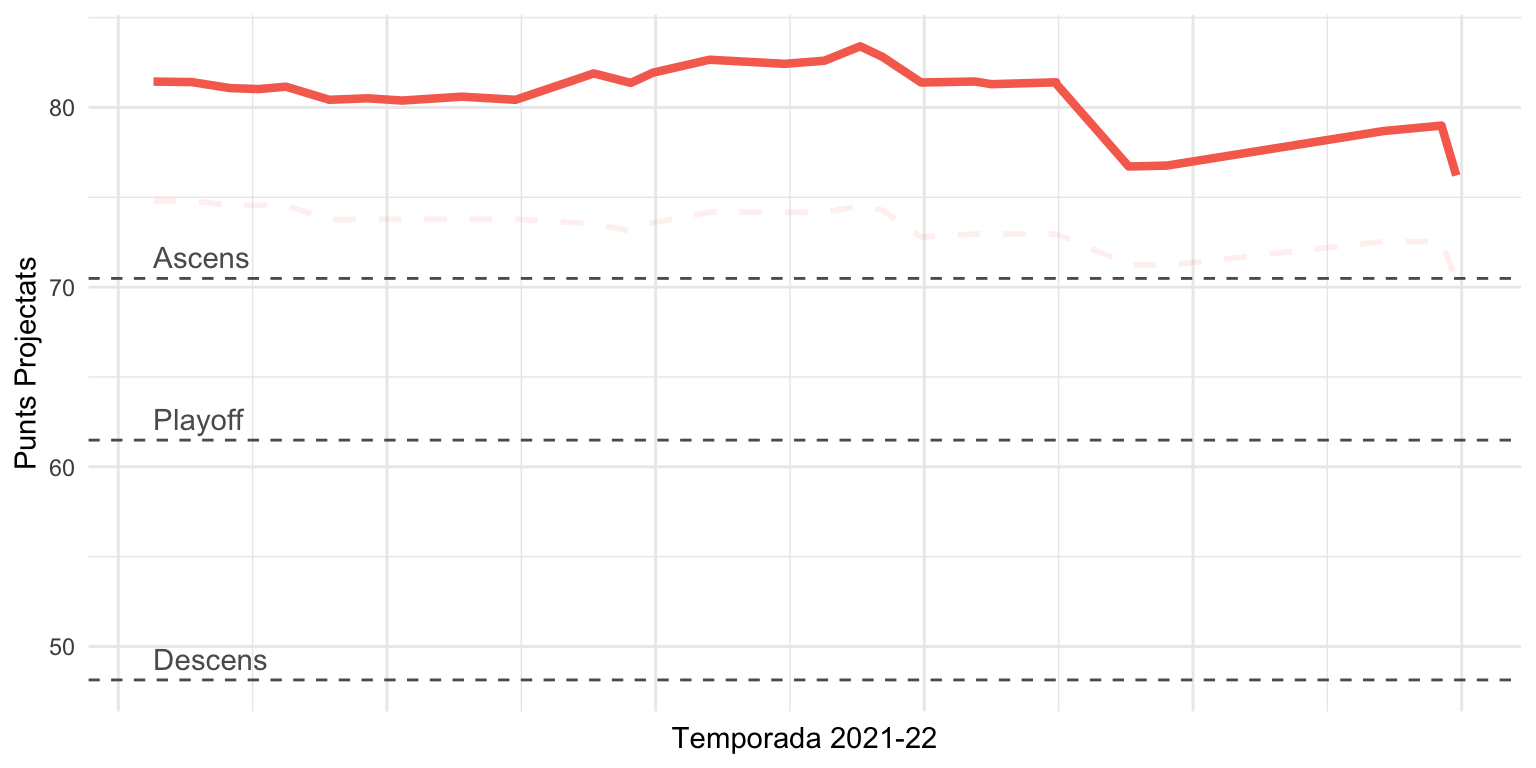 80
Ascens
70
Playoff
60
50
Descens
Punts Projectats
Temporada 2021-22